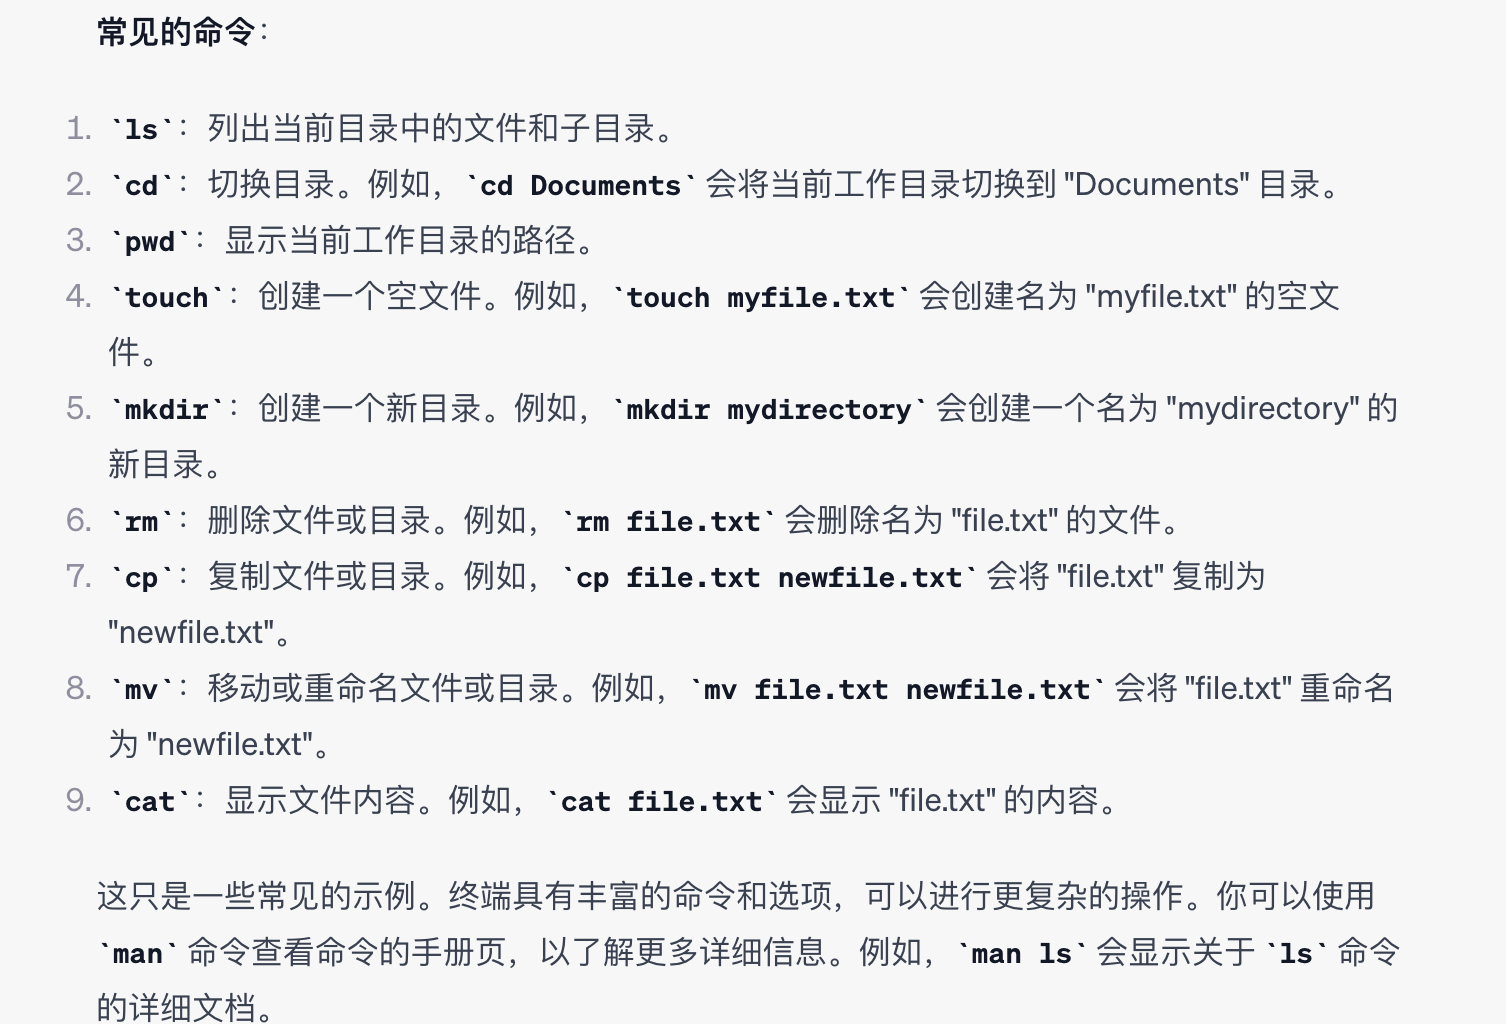 常见的命令：
1. `ls`：列出当前目录中的文件和子目录。
2. `cd`：切换目录。例如，`cd Documents` 会将当前工作目录切换到 "Documents" 目录。
3. `pwd`：显示当前工作目录的路径。
4. `touch`：创建一个空文件。例如，`touch myfile.txt` 会创建名为 "myfile.txt" 的空文
件。
5. `mkdir`：创建一个新目录。例如，`mkdir mydirectory` 会创建一个名为 "mydirectory" 的
新目录。
6. `rm`：删除文件或目录。例如，`rm file.txt` 会删除名为 "file.txt" 的文件。
7. `cp`：复制文件或目录。例如，`cp file.txt newfile.txt` 会将 "file.txt" 复制为
"newfile.txt"。
8. `mv`：移动或重命名文件或目录。例如，`mv file.txt newfile.txt` 会将 "file.txt" 重命名
为 "newfile.txt"。
9. `cat`：显示文件内容。例如，`cat file.txt` 会显示 "file.txt" 的内容。
这只是一些常见的示例。终端具有丰富的命令和选项，可以进行更复杂的操作。你可以使用
`man` 命令查看命令的手册页，以了解更多详细信息。例如，`man ls` 会显示关于 `ls` 命令
的详细文档。